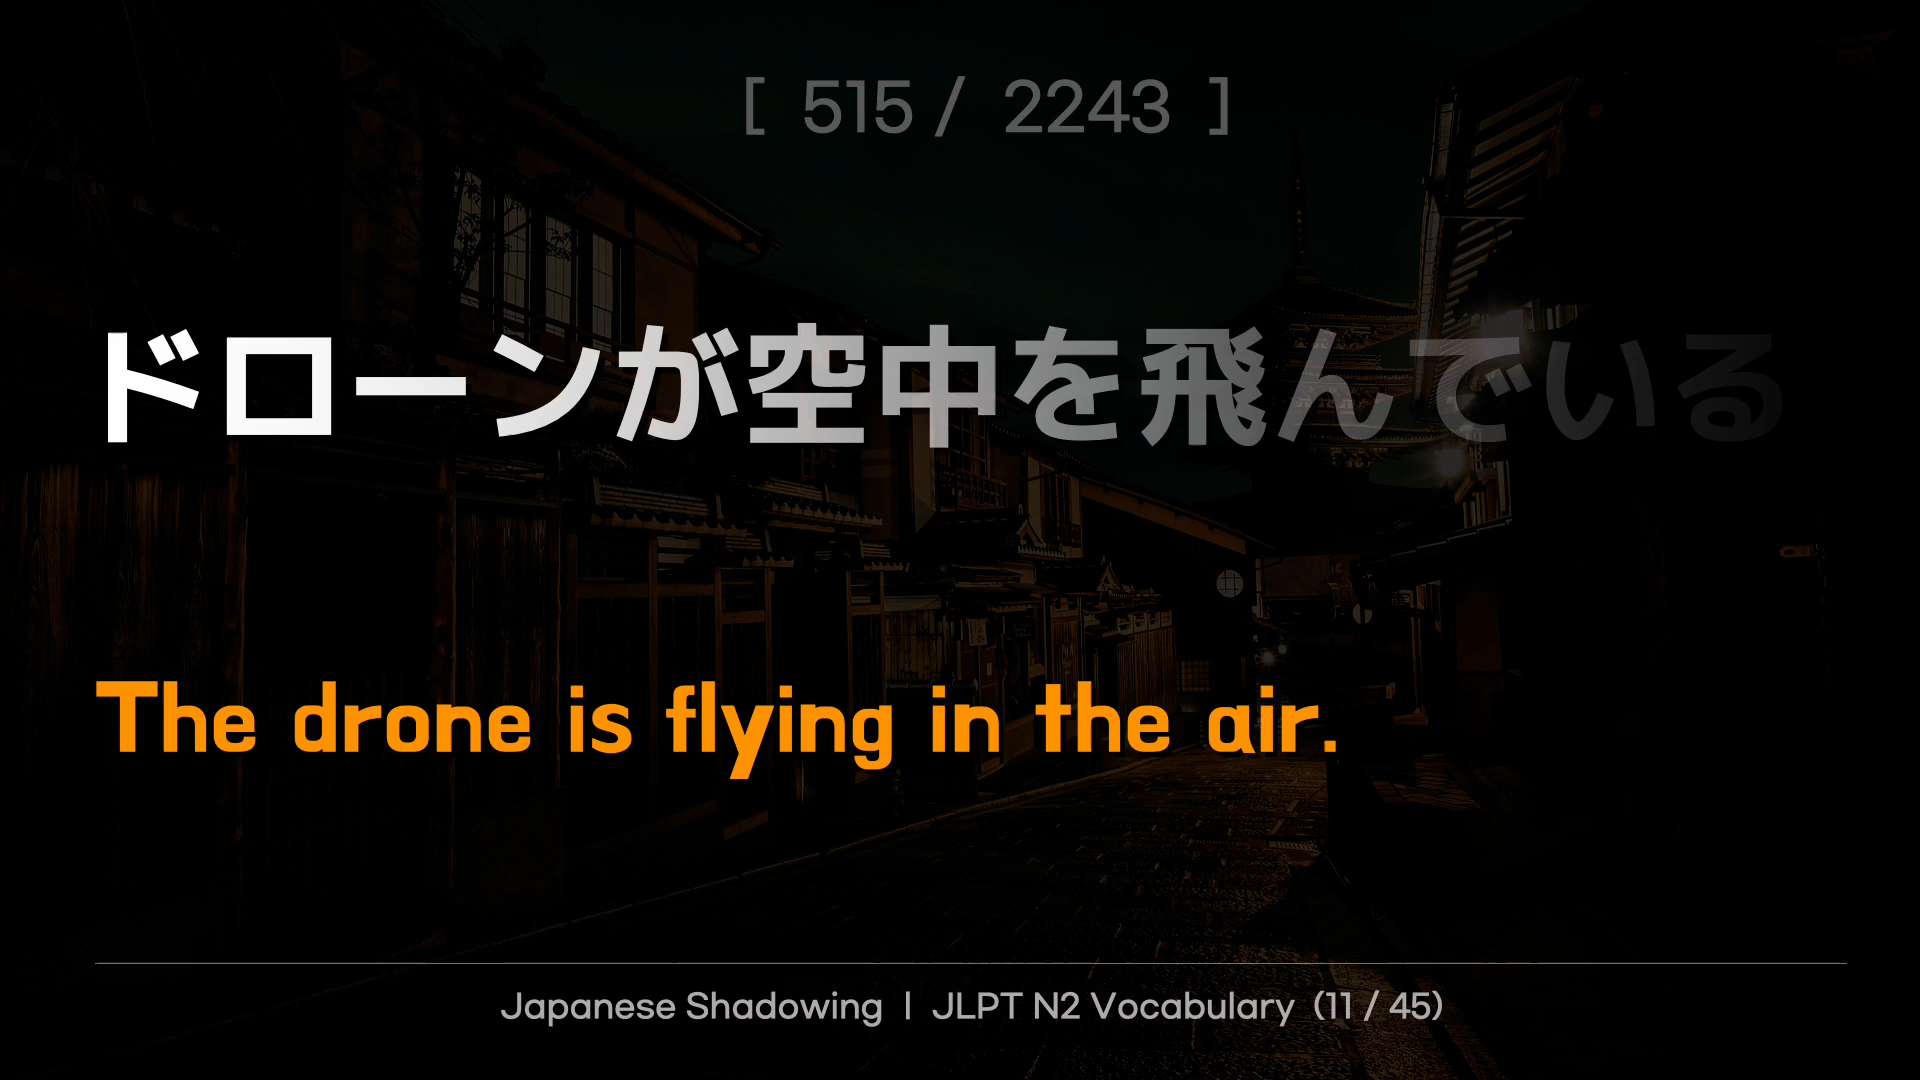 [ 515 / 2243 ]
ドローンが空中を飛んでいる
The drone is flying in the air.
Japanese Shadowing | JLPT N2 Vocabulary (11 / 45)